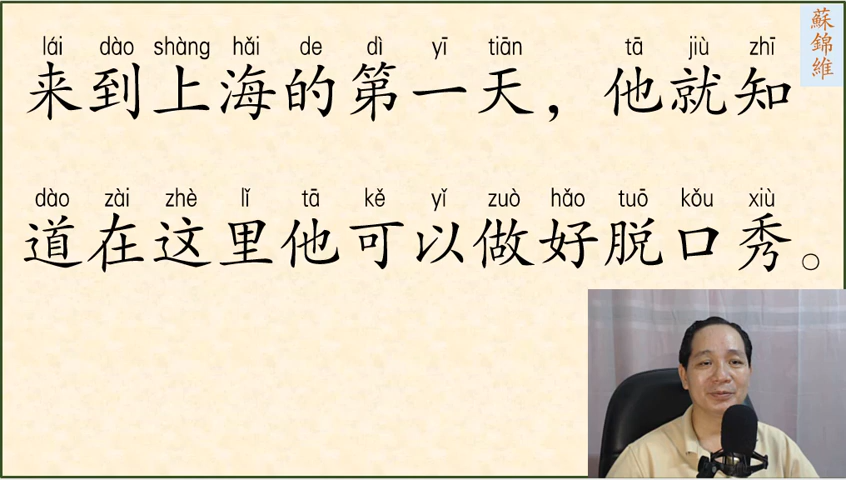 lái dào shàng hǎi de dì yī tiān tā jiù zhī
来到上海的第一天，他就知
dào zài zhè lǐ tā kě yǐ zuò hǎo tuō kǒu xiù
道在这里他可以做好脱口秀。
蘇錦維